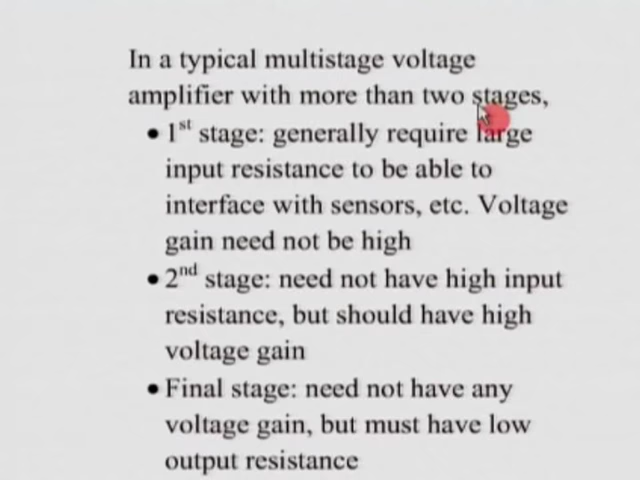 In a typical multistage voltage
amplifier with more than two stages,
• 1st stage: generally require large
input resistance to be able to
interface with sensors, etc. Voltage
gain need not be high
• 2nd stage: need not have high input
resistance, but should have high
voltage gain
• Final stage: need not have any
voltage gain, but must have low
output resistance